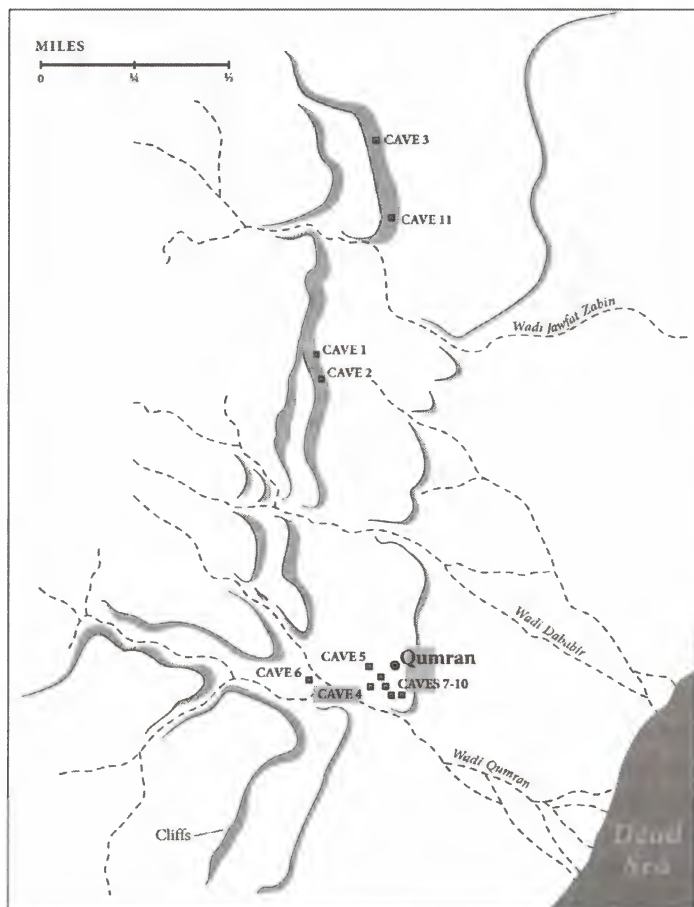 MILES
0 ¼ ½
CAVE 3
CAVE 11
Wadi Jawfat Zabin
CAVE 1
CAVE 2
Wadi Dababir
CAVE 5
Qumran
CAVE 6
CAVE 4
CAVES 7-10
Wadi Qumran
Cliffs
Dead
Sea